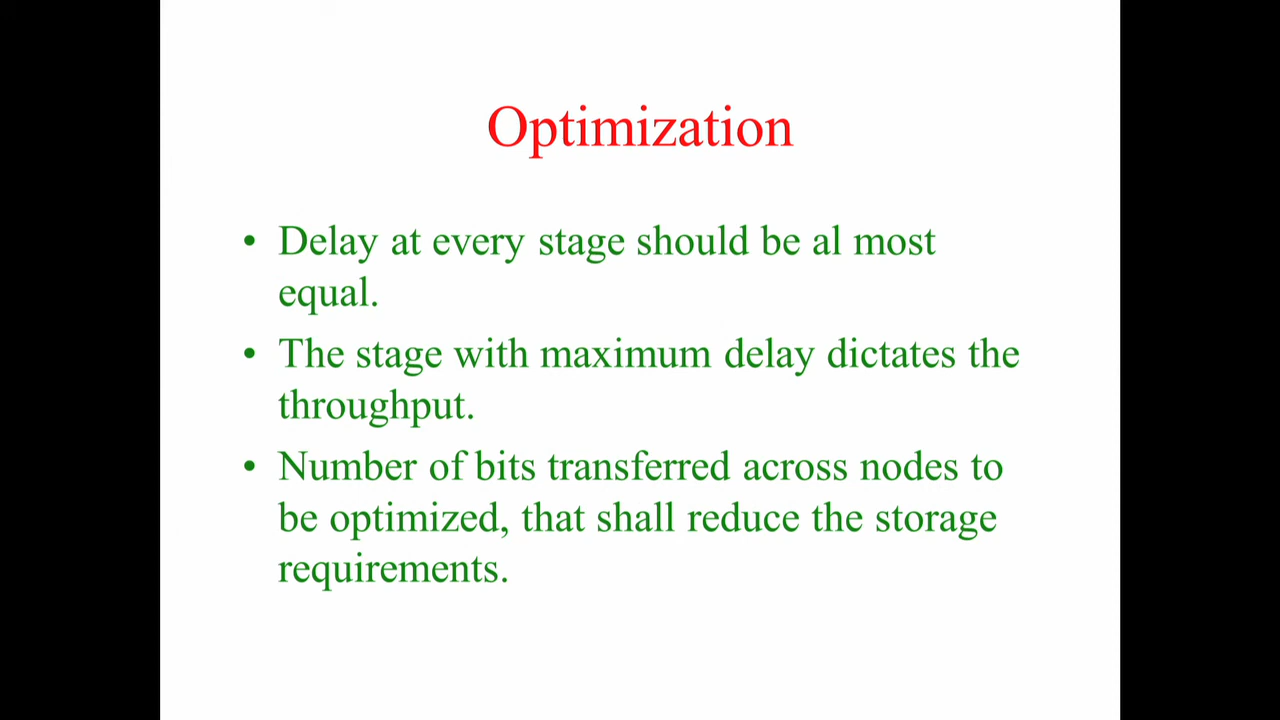 Optimization
• Delay at every stage should be al most
equal.
• The stage with maximum delay dictates the
throughput.
• Number of bits transferred across nodes to
be optimized, that shall reduce the storage
requirements.